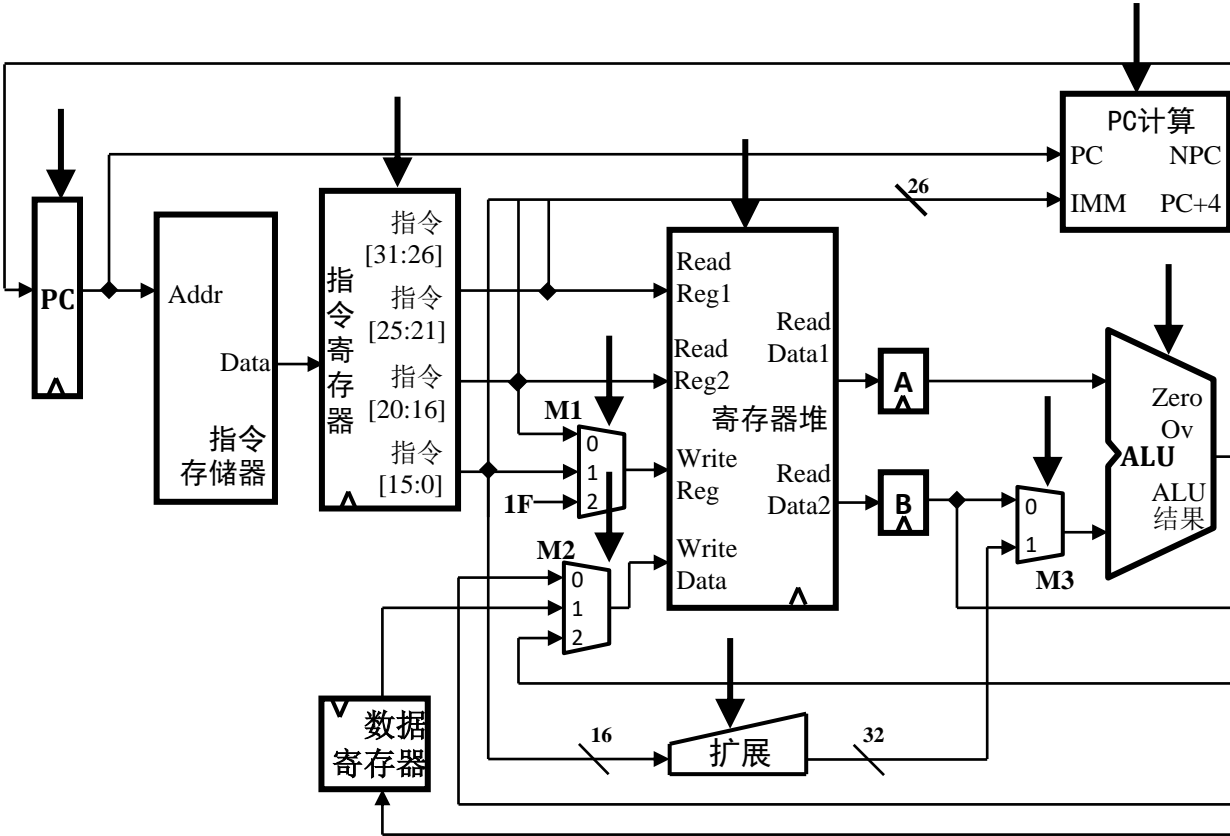 PC计算
PC
NPC
IMM
PC+4
26
PC
Addr
Data
指令
存储器
指令寄存器
指令
[31:26]
指令
[25:21]
指令
[20:16]
指令
[15:0]
M1
0
1
2
1F
M2
0
1
2
Read
Reg1
Read
Reg2
Write
Reg
Write
Data
寄存器堆
Read
Data1
Read
Data2
A
B
0
1
M3
Zero
Ov
ALU
ALU
结果
数据
寄存器
16
扩展
32